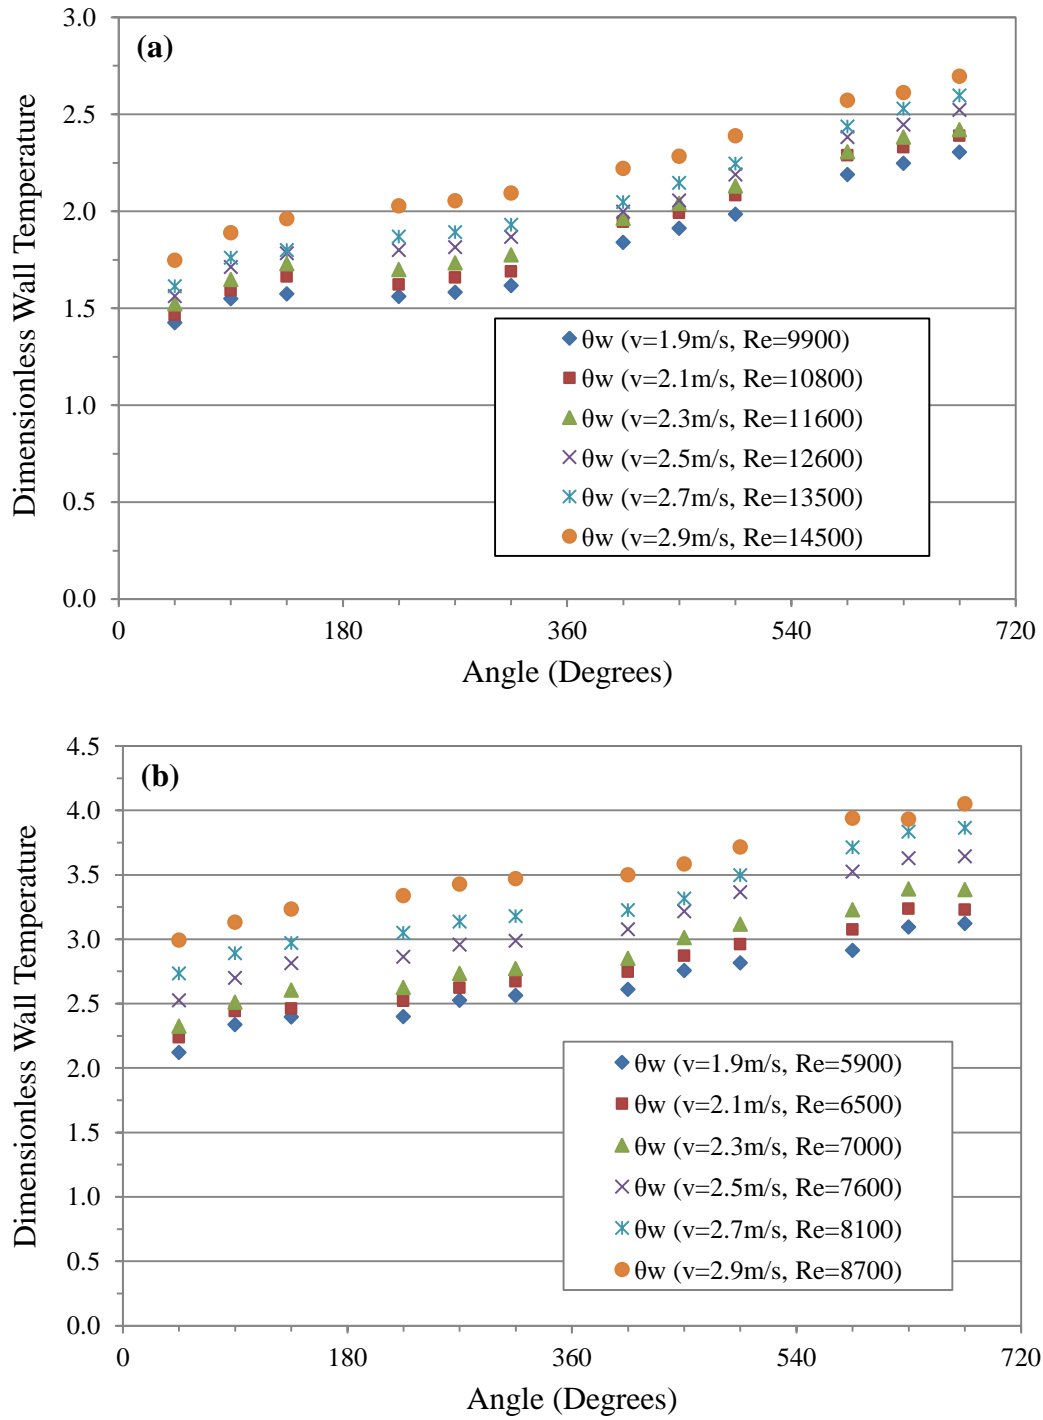 (a)
Dimensionless Wall Temperature
3.0
2.5
2.0
1.5
1.0
0.5
0.0
θw (v=1.9m/s, Re=9900)
θw (v=2.1m/s, Re=10800)
θw (v=2.3m/s, Re=11600)
θw (v=2.5m/s, Re=12600)
θw (v=2.7m/s, Re=13500)
θw (v=2.9m/s, Re=14500)
0 180 360 540 720
Angle (Degrees)
(b)
Dimensionless Wall Temperature
4.5
4.0
3.5
3.0
2.5
2.0
1.5
1.0
0.5
0.0
θw (v=1.9m/s, Re=5900)
θw (v=2.1m/s, Re=6500)
θw (v=2.3m/s, Re=7000)
θw (v=2.5m/s, Re=7600)
θw (v=2.7m/s, Re=8100)
θw (v=2.9m/s, Re=8700)
0 180 360 540 720
Angle (Degrees)